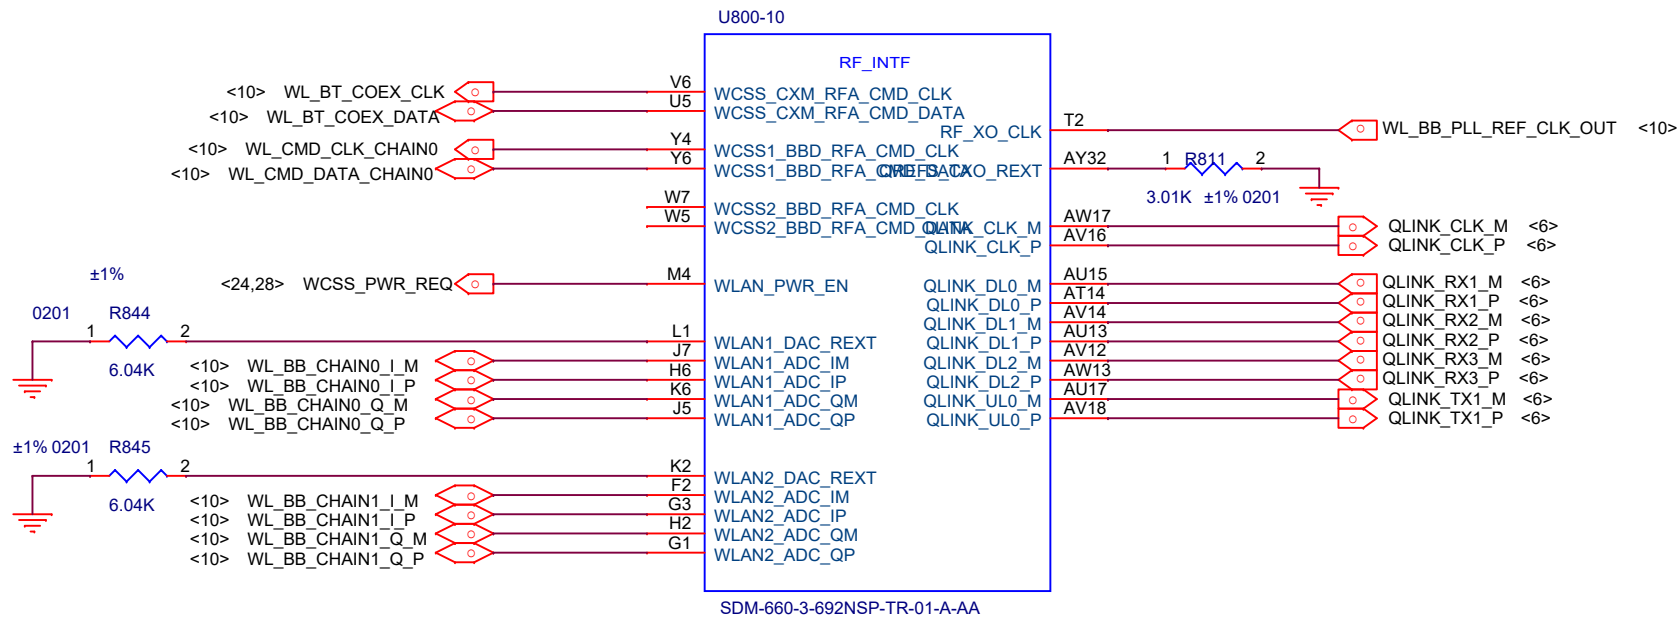 U800-10
RF_INTF
<10> WL_BT_COEX_CLK V6 WCSS_CXM_RFA_CMD_CLK
<10> WL_BT_COEX_DATA U5 WCSS_CXM_RFA_CMD_DATA
RF_XO_CLK T2 WL_BB_PLL_REF_CLK_OUT <10>
<10> WL_CMD_CLK_CHAIN0 Y4 WCSS1_BBD_RFA_CMD_CLK
<10> WL_CMD_DATA_CHAIN0 Y6 WCSS1_BBD_RFA_CMD_DATA
QREFS_CXO_REXT AY32 1 R811 2
3.01K ±1% 0201
W7 WCSS2_BBD_RFA_CMD_CLK
W5 WCSS2_BBD_RFA_CMD_DATA
QLINK_CLK_M AW17 QLINK_CLK_M <6>
QLINK_CLK_P AV16 QLINK_CLK_P <6>
<24,28> WCSS_PWR_REQ M4 WLAN_PWR_EN
QLINK_DL0_M AU15 QLINK_RX1_M <6>
QLINK_DL0_P AT14 QLINK_RX1_P <6>
QLINK_DL1_M AV14 QLINK_RX2_M <6>
QLINK_DL1_P AU13 QLINK_RX2_P <6>
QLINK_DL2_M AV12 QLINK_RX3_M <6>
QLINK_DL2_P AW13 QLINK_RX3_P <6>
QLINK_UL0_M AU17 QLINK_TX1_M <6>
QLINK_UL0_P AV18 QLINK_TX1_P <6>
±1%
0201 R844
1 2 L1 WLAN1_DAC_REXT
6.04K
<10> WL_BB_CHAIN0_I_M J7 WLAN1_ADC_IM
<10> WL_BB_CHAIN0_I_P H6 WLAN1_ADC_IP
<10> WL_BB_CHAIN0_Q_M K6 WLAN1_ADC_QM
<10> WL_BB_CHAIN0_Q_P J5 WLAN1_ADC_QP
±1% 0201 R845
1 2 K2 WLAN2_DAC_REXT
6.04K
<10> WL_BB_CHAIN1_I_M F2 WLAN2_ADC_IM
<10> WL_BB_CHAIN1_I_P G3 WLAN2_ADC_IP
<10> WL_BB_CHAIN1_Q_M H2 WLAN2_ADC_QM
<10> WL_BB_CHAIN1_Q_P G1 WLAN2_ADC_QP
SDM-660-3-692NSP-TR-01-A-AA